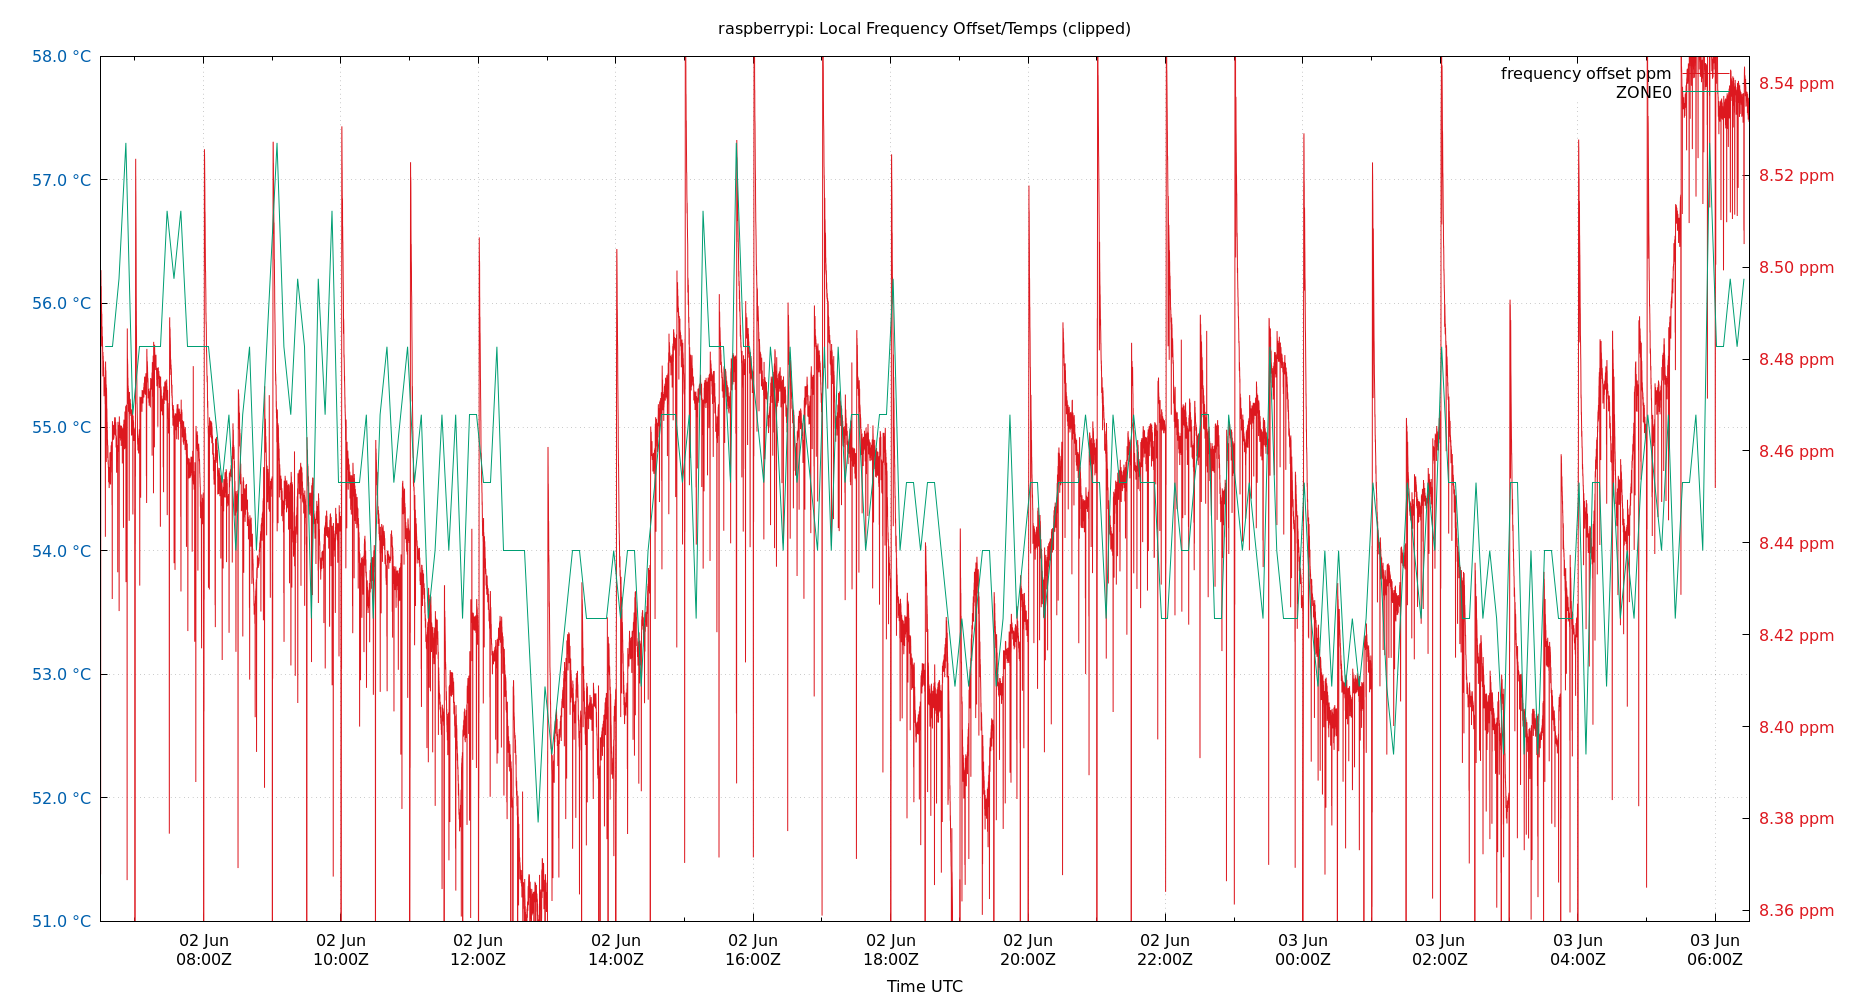 raspberrypi: Local Frequency Offset/Temps (clipped)
frequency offset ppm
ZONE0
58.0 °C
57.0 °C
56.0 °C
55.0 °C
54.0 °C
53.0 °C
52.0 °C
51.0 °C
8.54 ppm
8.52 ppm
8.50 ppm
8.48 ppm
8.46 ppm
8.44 ppm
8.42 ppm
8.40 ppm
8.38 ppm
8.36 ppm
02 Jun 02 Jun 02 Jun 02 Jun 02 Jun 02 Jun 02 Jun 02 Jun 03 Jun 03 Jun 03 Jun 03 Jun
08:00Z 10:00Z 12:00Z 14:00Z 16:00Z 18:00Z 20:00Z 22:00Z 00:00Z 02:00Z 04:00Z 06:00Z
Time UTC